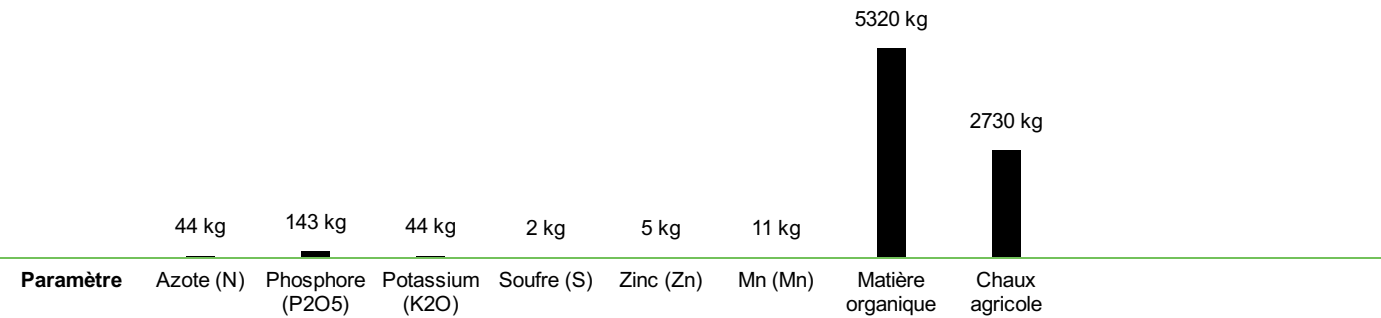 5320 kg
2730 kg
44 kg
143 kg
44 kg
2 kg
5 kg
11 kg
Paramètre
Azote (N)
Phosphore
(P2O5)
Potassium
(K2O)
Soufre (S)
Zinc (Zn)
Mn (Mn)
Matière
organique
Chaux
agricole